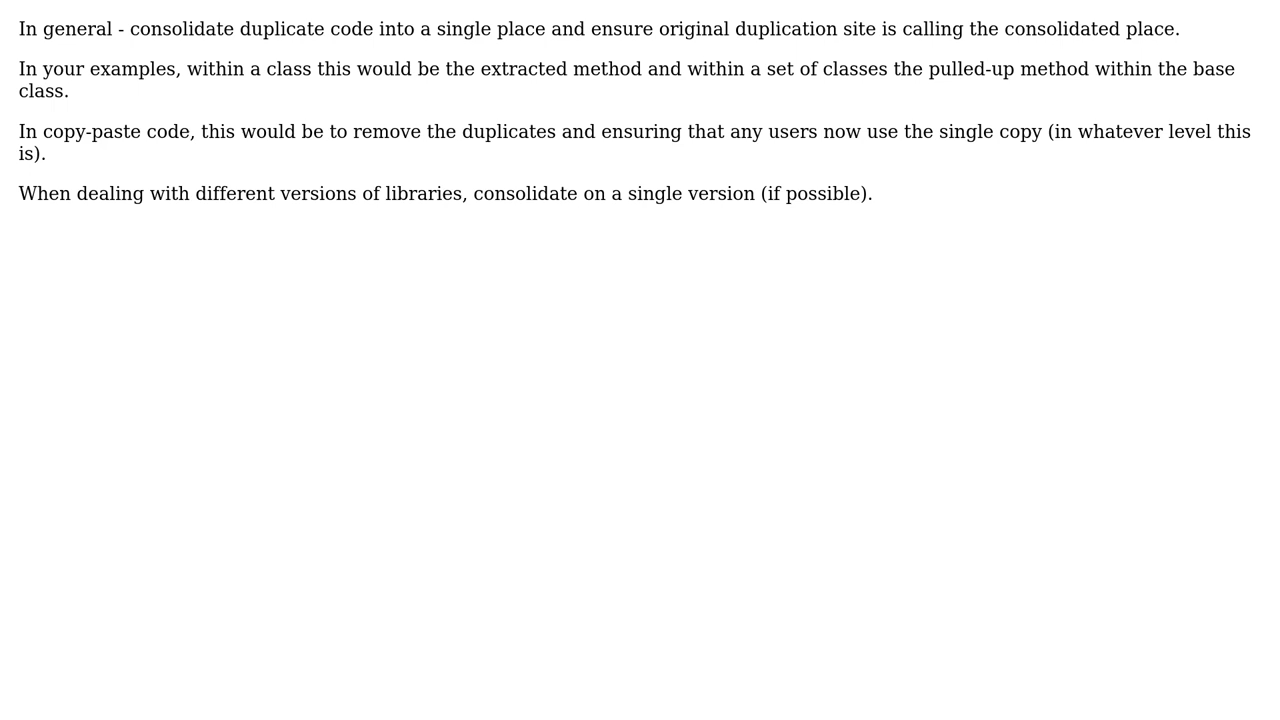 In general - consolidate duplicate code into a single place and ensure original duplication site is calling the consolidated place.
In your examples, within a class this would be the extracted method and within a set of classes the pulled-up method within the base
class.
In copy-paste code, this would be to remove the duplicates and ensuring that any users now use the single copy (in whatever level this
is).
When dealing with different versions of libraries, consolidate on a single version (if possible).